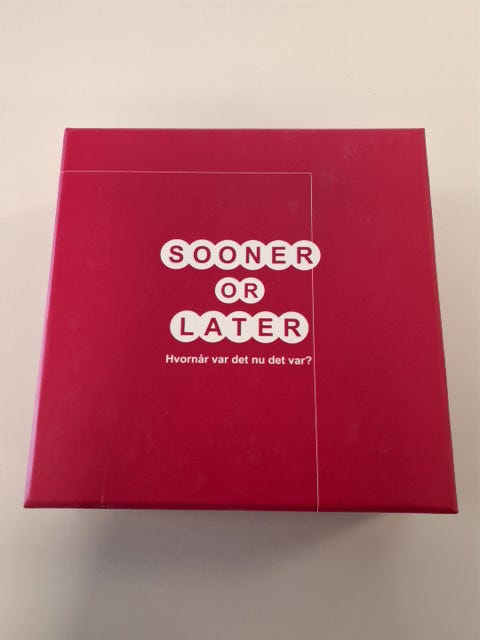 SOONER
OR
LATER
Hvornår var det nu det var?